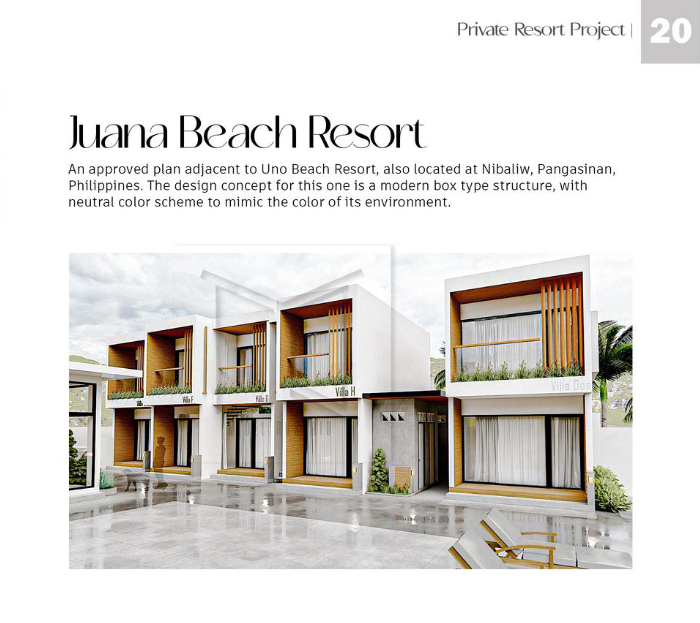 Private Resort Project |
20
Juana Beach Resort
An approved plan adjacent to Uno Beach Resort, also located at Nibaliw, Pangasinan,
Philippines. The design concept for this one is a modern box type structure, with
neutral color scheme to mimic the color of its environment.
Villa F
Villa G
Villa H
Villa Dos